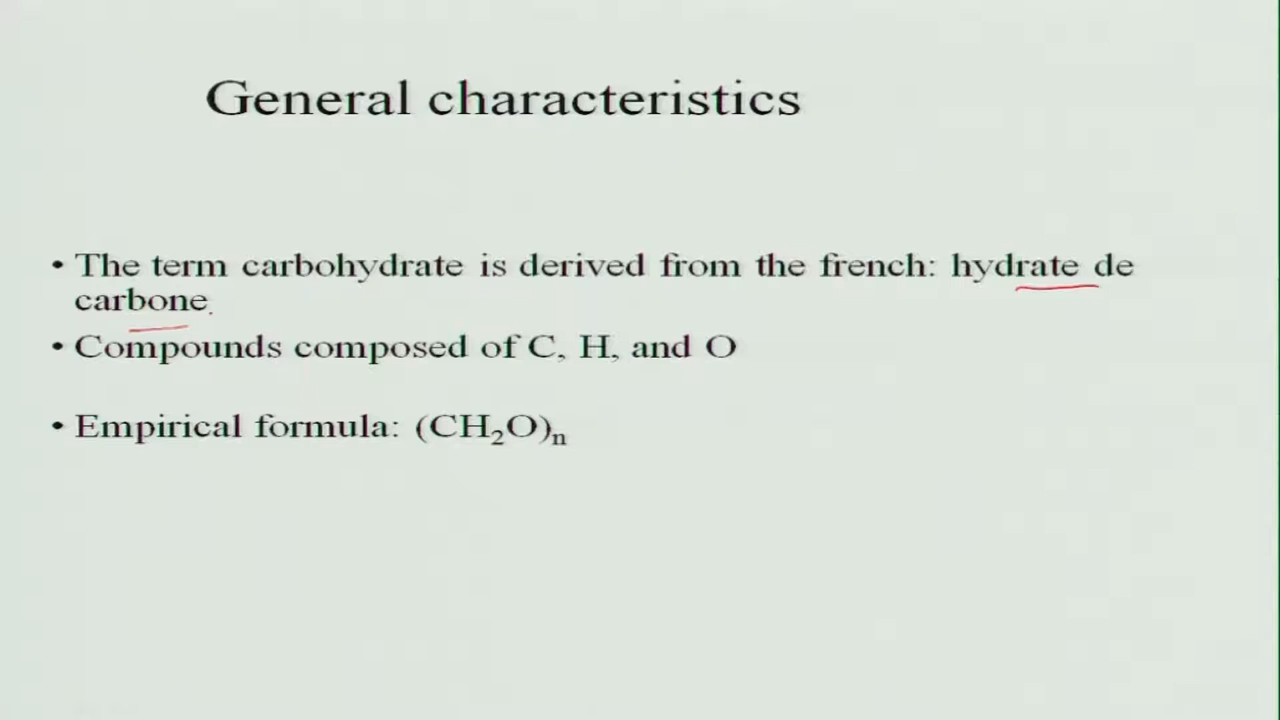 General characteristics
• The term carbohydrate is derived from the french: hydrate de
carbone.
• Compounds composed of C, H, and O
• Empirical formula: (CH₂O)ₙ